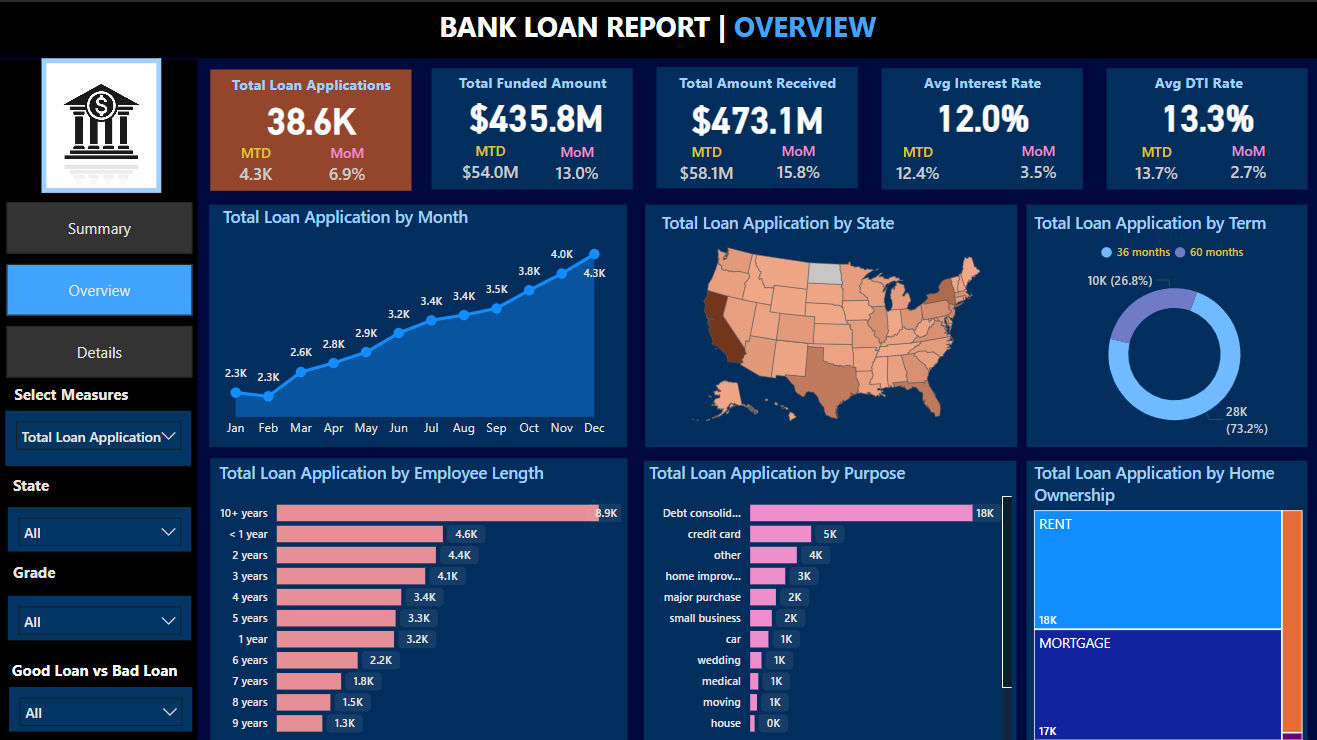 BANK LOAN REPORT | OVERVIEW
$
Total Loan Applications
38.6K
MTD MoM
4.3K 6.9%
Total Funded Amount
$435.8M
MTD MoM
$54.0M 13.0%
Total Amount Received
$473.1M
MTD MoM
$58.1M 15.8%
Avg Interest Rate
12.0%
MTD MoM
12.4% 3.5%
Avg DTI Rate
13.3%
MTD MoM
13.7% 2.7%
Summary
Overview
Details
Select Measures
Total Loan Application
State
All
Grade
All
Good Loan vs Bad Loan
All
Total Loan Application by Month
2.3K 2.3K 2.6K 2.8K 2.9K 3.2K 3.4K 3.4K 3.5K 3.8K 4.0K 4.3K
Jan Feb Mar Apr May Jun Jul Aug Sep Oct Nov Dec
Total Loan Application by State
Total Loan Application by Term
36 months 60 months
10K (26.8%)
28K
(73.2%)
Total Loan Application by Employee Length
10+ years 8.9K
< 1 year 4.6K
2 years 4.4K
3 years 4.1K
4 years 3.4K
5 years 3.3K
1 year 3.2K
6 years 2.2K
7 years 1.8K
8 years 1.5K
9 years 1.3K
Total Loan Application by Purpose
Debt consolid... 18K
credit card 5K
other 4K
home improv... 3K
major purchase 2K
small business 2K
car 1K
wedding 1K
medical 1K
moving 1K
house 0K
Total Loan Application by Home
Ownership
RENT
18K
MORTGAGE
17K